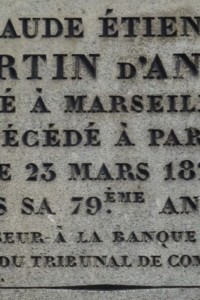 AUDE ÉTIEN
RTIN D'AN
É À MARSEIL
ÉCÉDÉ À PAR
E 23 MARS 18
S SA 79.ÈME AN
SEUR À LA BANQUE
DU TRIBUNAL DE COM